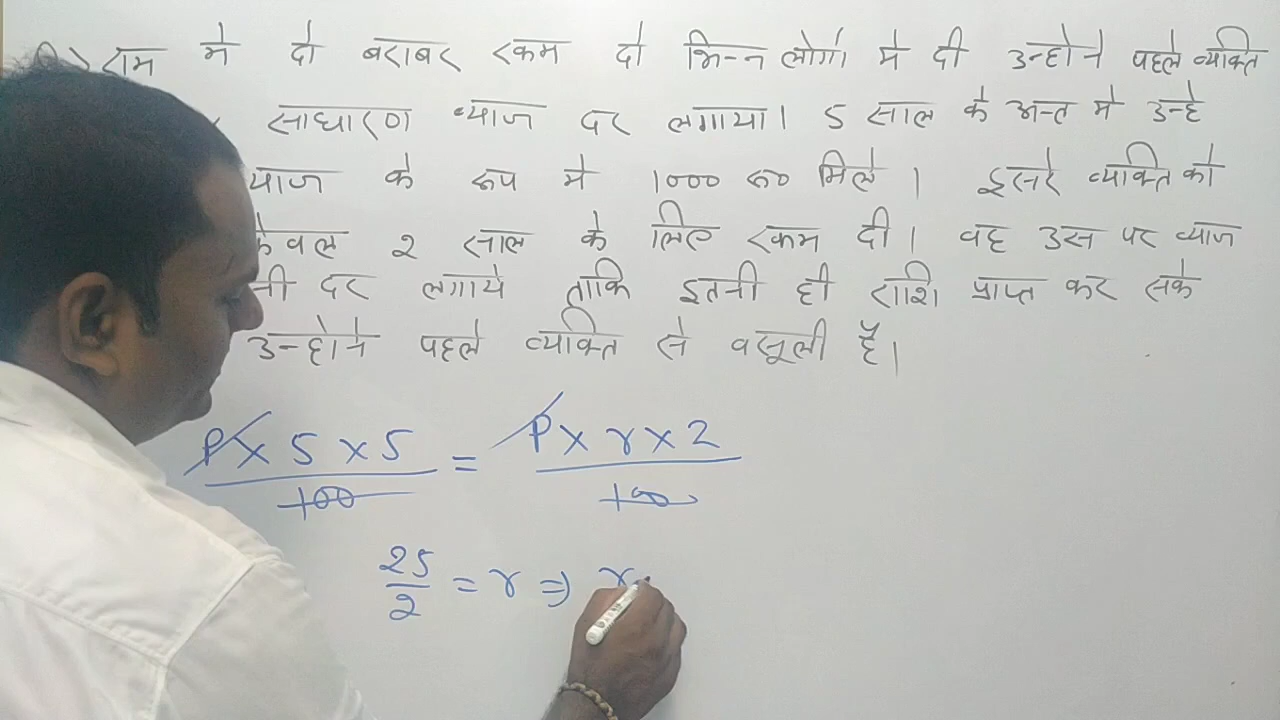 राम ने दो बराबर रकम दो भिन्न लोगो मे दी उन्होने पहले व्यक्ति
साधारण ब्याज दर लगाया। 5 साल के अन्त मे उन्हे
याज के रूप मे 1000 रू० मिले। दुसरे व्यक्ति को
केवल 2 साल के लिए रकम दी। वह उस पर व्याज
नी दर लगाये ताकि इतनी ही राशि प्राप्त कर सके
उन्होने पहले व्यक्ति से वसूली है।
P×5×5/100 = P×r×2/100
25/2 = r ⇒ r